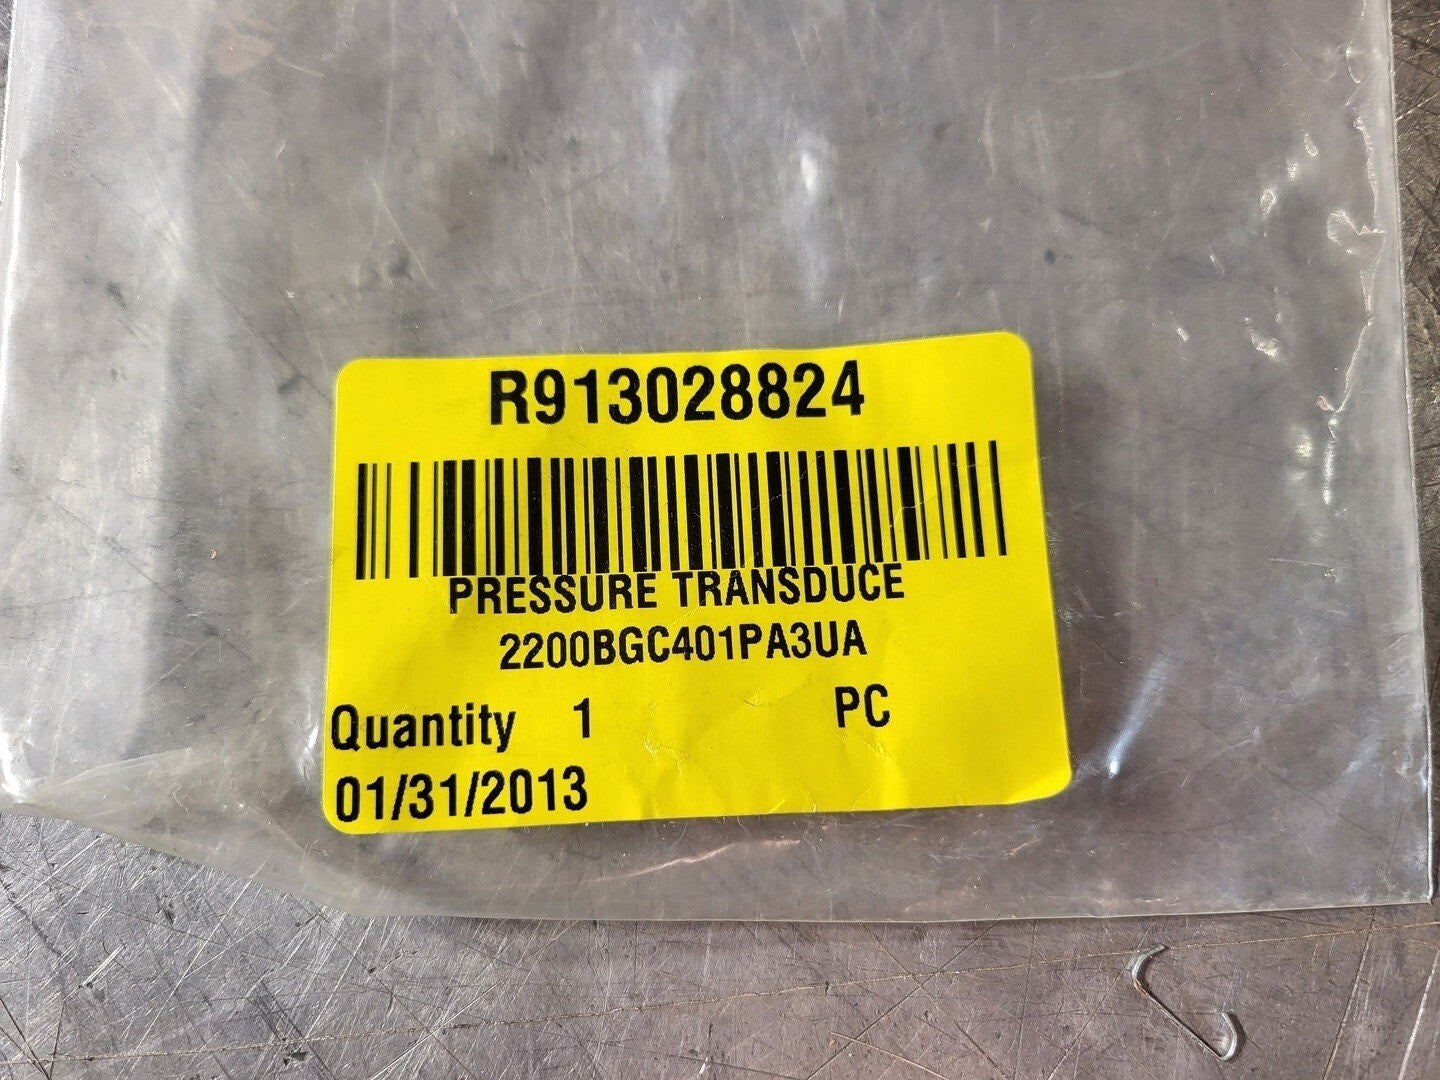 R913028824
PRESSURE TRANSDUCE
2200BGC401PA3UA
Quantity 1 PC
01/31/2013